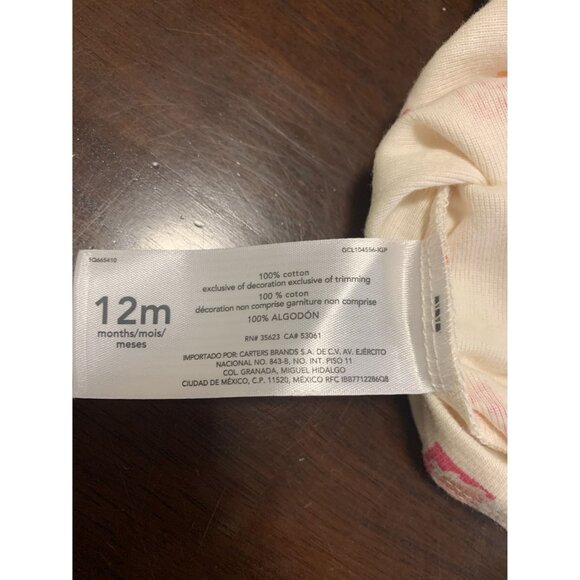 1Q665410
GCL104556-IGP
12m
months/mois/
meses
100% cotton
exclusive of decoration exclusive of trimming
100 % coton
décoration non comprise garniture non comprise
100% ALGODÓN
RN# 35623 CA# 53061
IMPORTADO POR: CARTERS BRANDS S.A. DE C.V. AV. EJÉRCITO
NACIONAL NO. 843-B, NO. INT. PISO 11
COL. GRANADA, MIGUEL HIDALGO
CIUDAD DE MÉXICO, C.P. 11520, MÉXICO RFC IBB7712286Q8